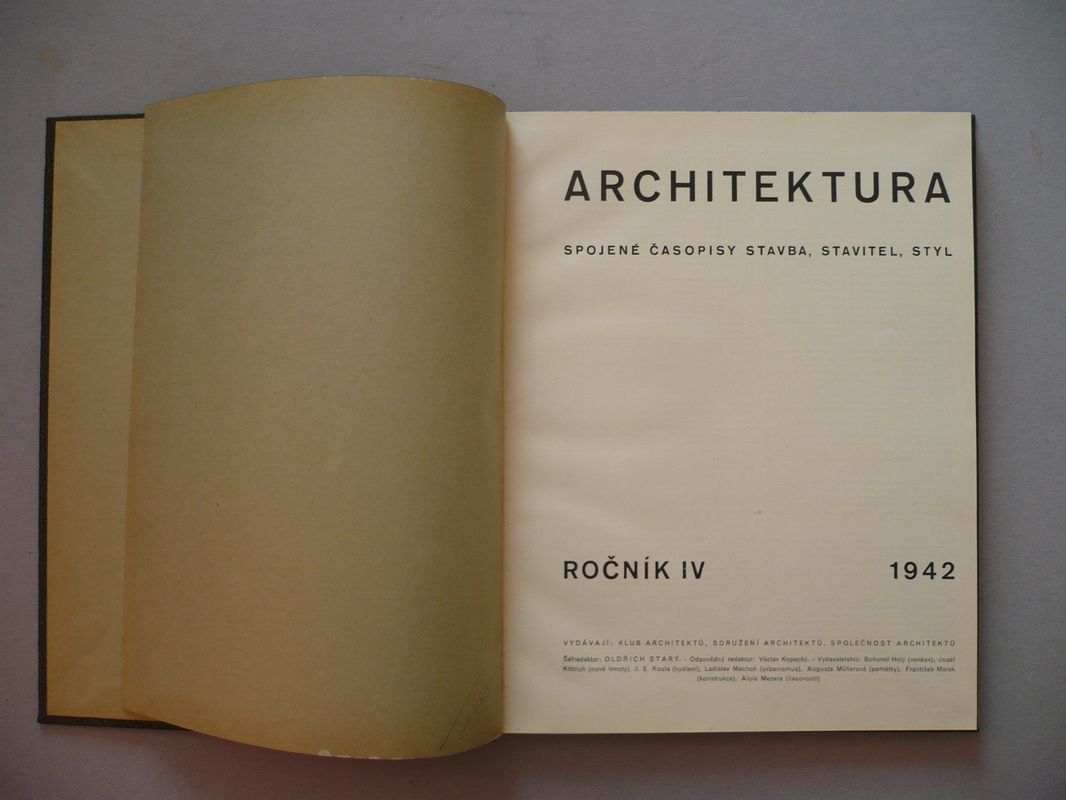 ARCHITEKTURA
SPOJENÉ ČASOPISY STAVBA, STAVITEL, STYL
ROČNÍK IV 1942
VYDÁVAJÍ: KLUB ARCHITEKTŮ, SDRUŽENÍ ARCHITEKTŮ, SPOLEČNOST ARCHITEKTŮ
Šéfredaktor: OLDŘICH STARÝ. - Odpovědný redaktor: Václav Kopecký. - Vydavatelstvo: Bohumil Holý (venkov), Josef
Kittrich (nové hmoty), J. E. Koula (bydlení), Ladislav Machoň (urbanismus), Augusta Müllerová (památky), František Marek
(konstrukce), Alois Mezera (časovosti).